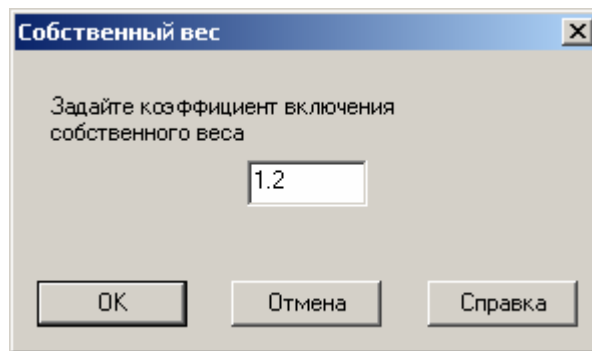 Собственный вес
Задайте коэффициент включения
собственного веса
1.2
OK
Отмена
Справка